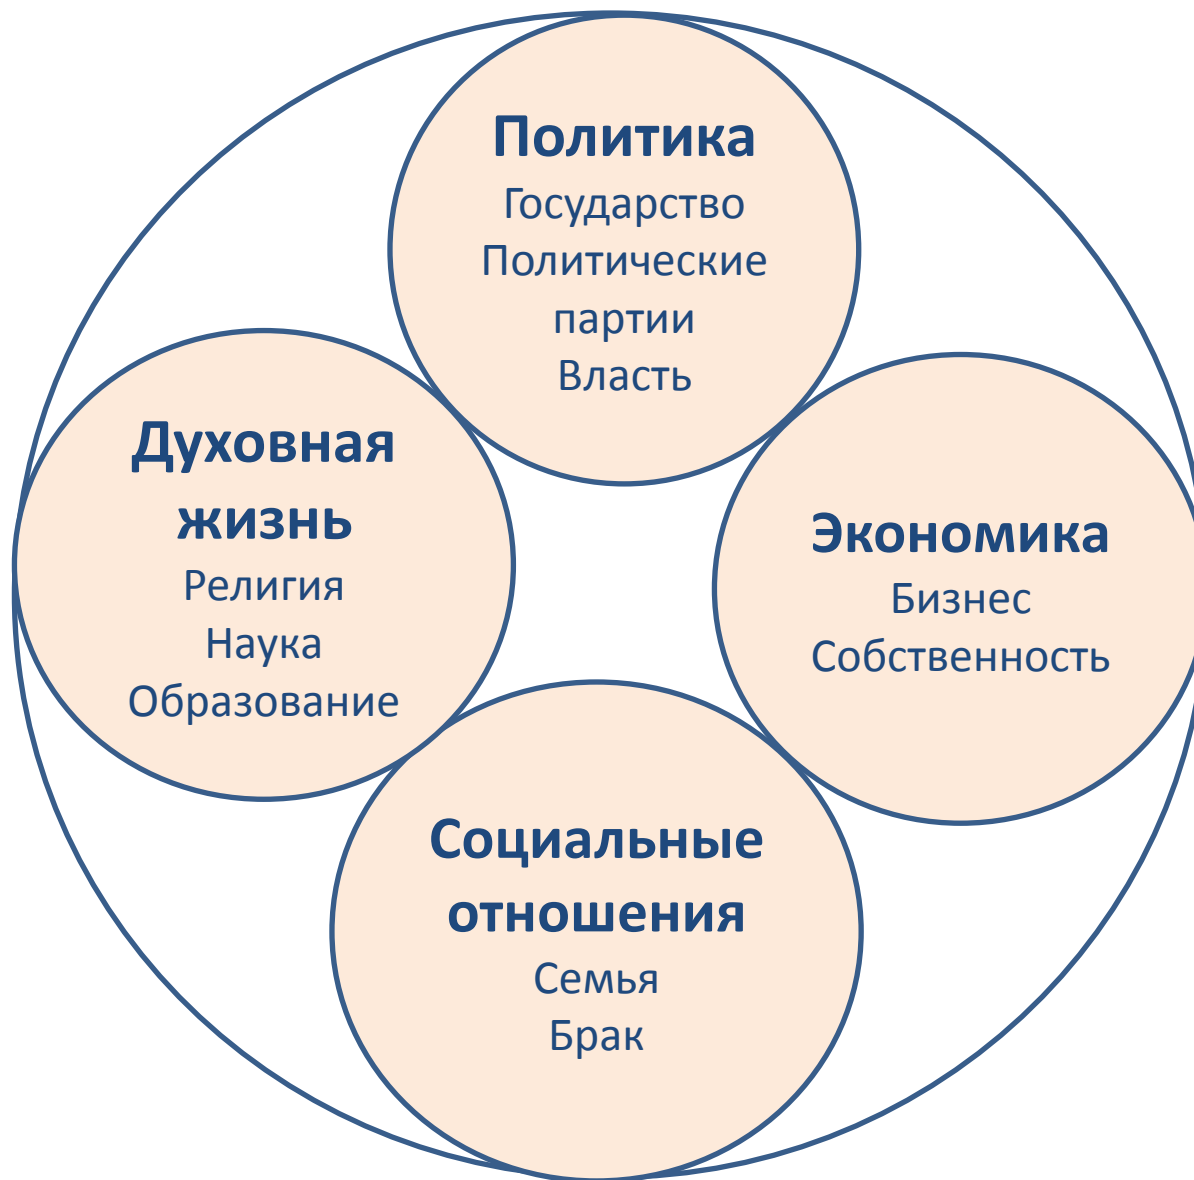 Политика
Государство
Политические
партии
Власть
Духовная
жизнь
Религия
Наука
Образование
Экономика
Бизнес
Собственность
Социальные
отношения
Семья
Брак